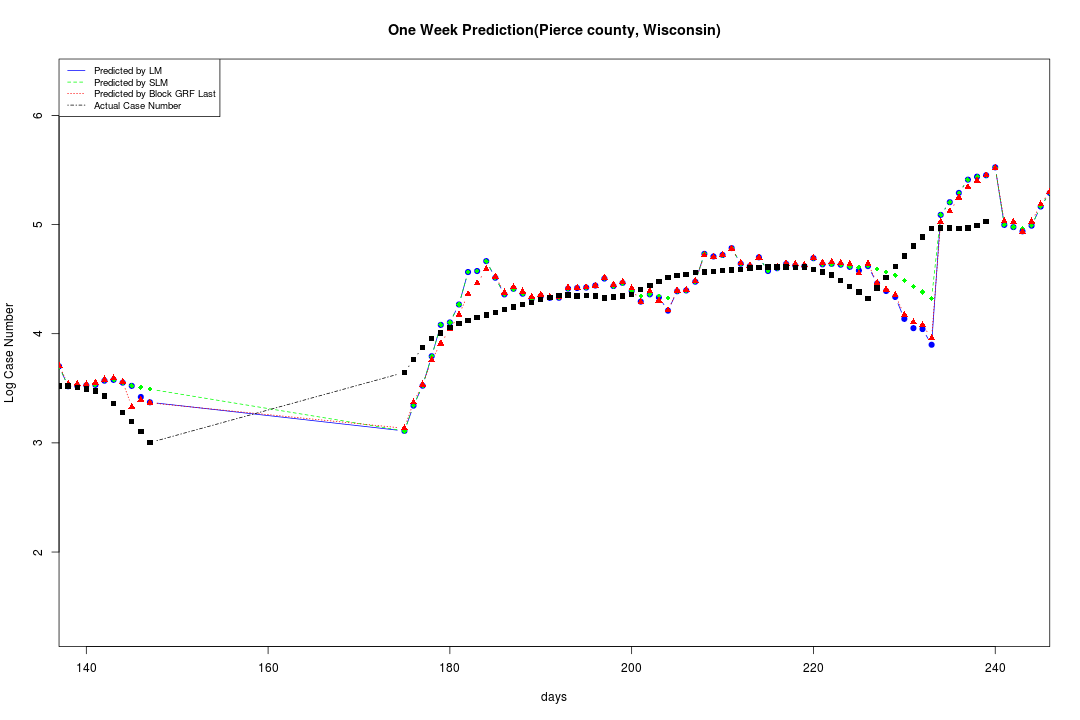 One Week Prediction(Pierce county, Wisconsin)
Predicted by LM
Predicted by SLM
Predicted by Block GRF Last
Actual Case Number
6
5
4
3
2
Log Case Number
140 160 180 200 220 240
days